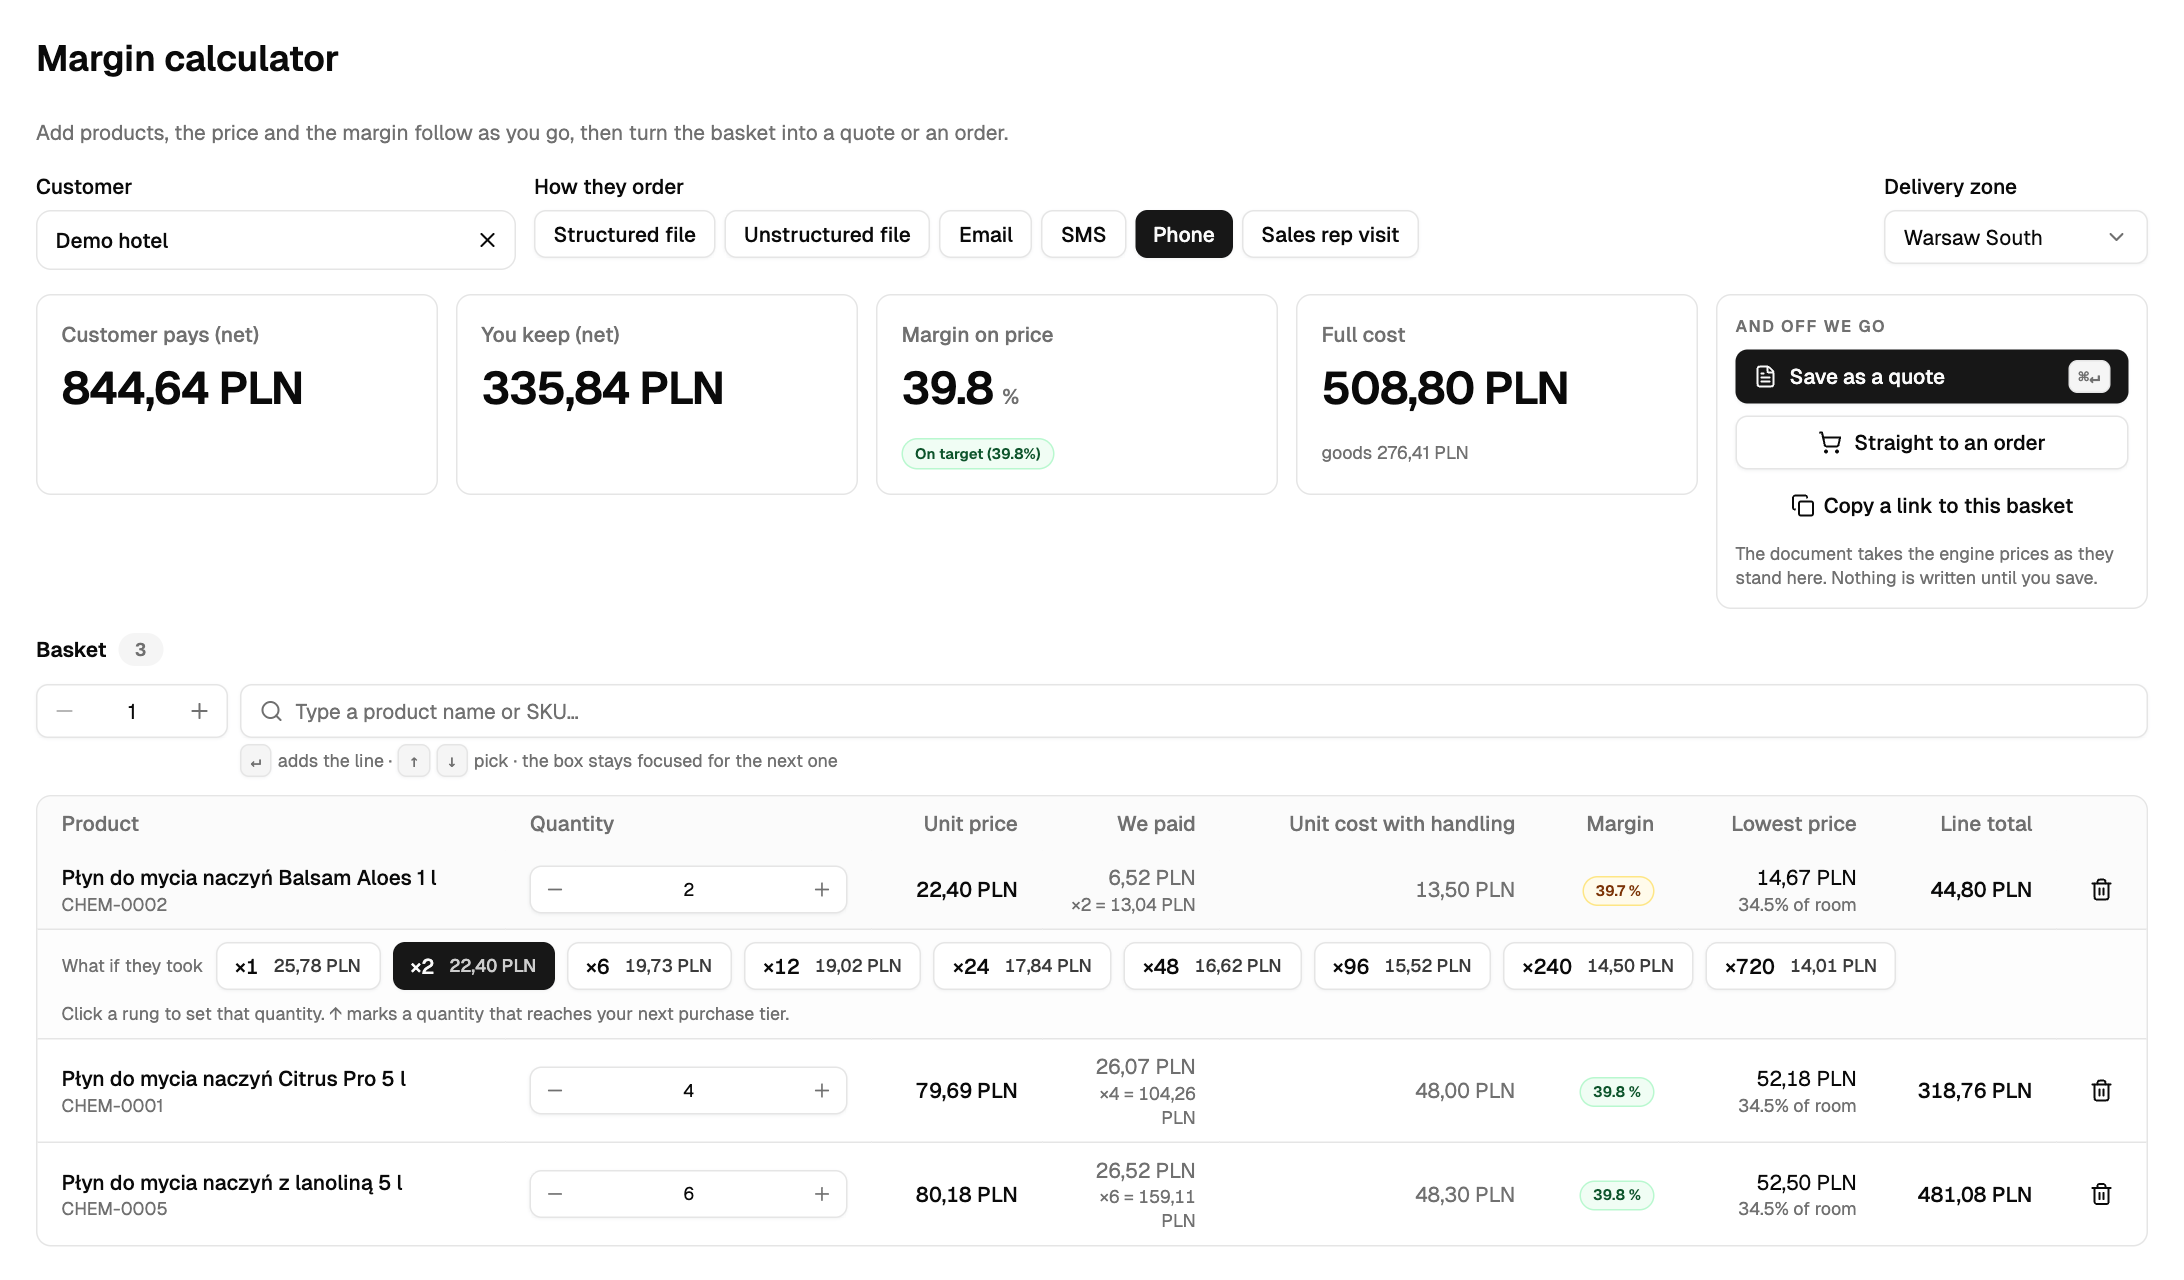 Margin calculator
Add products, the price and the margin follow as you go, then turn the basket into a quote or an order.
Customer
Demo hotel
How they order
Structured file
Unstructured file
Email
SMS
Phone
Sales rep visit
Delivery zone
Warsaw South
Customer pays (net)
844,64 PLN
You keep (net)
335,84 PLN
Margin on price
39.8 %
On target (39.8%)
Full cost
508,80 PLN
goods 276,41 PLN
AND OFF WE GO
Save as a quote ⌘↵
Straight to an order
Copy a link to this basket
The document takes the engine prices as they
stand here. Nothing is written until you save.
Basket 3
1
Type a product name or SKU…
↵ adds the line · ↑ ↓ pick · the box stays focused for the next one
Product Quantity Unit price We paid Unit cost with handling Margin Lowest price Line total
Płyn do mycia naczyń Balsam Aloes 1 l
CHEM-0002
2
22,40 PLN
6,52 PLN
×2 = 13,04 PLN
13,50 PLN
39.7 %
14,67 PLN
34.5% of room
44,80 PLN
What if they took
×1 25,78 PLN
×2 22,40 PLN
×6 19,73 PLN
×12 19,02 PLN
×24 17,84 PLN
×48 16,62 PLN
×96 15,52 PLN
×240 14,50 PLN
×720 14,01 PLN
Click a rung to set that quantity. ↑ marks a quantity that reaches your next purchase tier.
Płyn do mycia naczyń Citrus Pro 5 l
CHEM-0001
4
79,69 PLN
26,07 PLN
×4 = 104,26
PLN
48,00 PLN
39.8 %
52,18 PLN
34.5% of room
318,76 PLN
Płyn do mycia naczyń z lanoliną 5 l
CHEM-0005
6
80,18 PLN
26,52 PLN
×6 = 159,11
PLN
48,30 PLN
39.8 %
52,50 PLN
34.5% of room
481,08 PLN